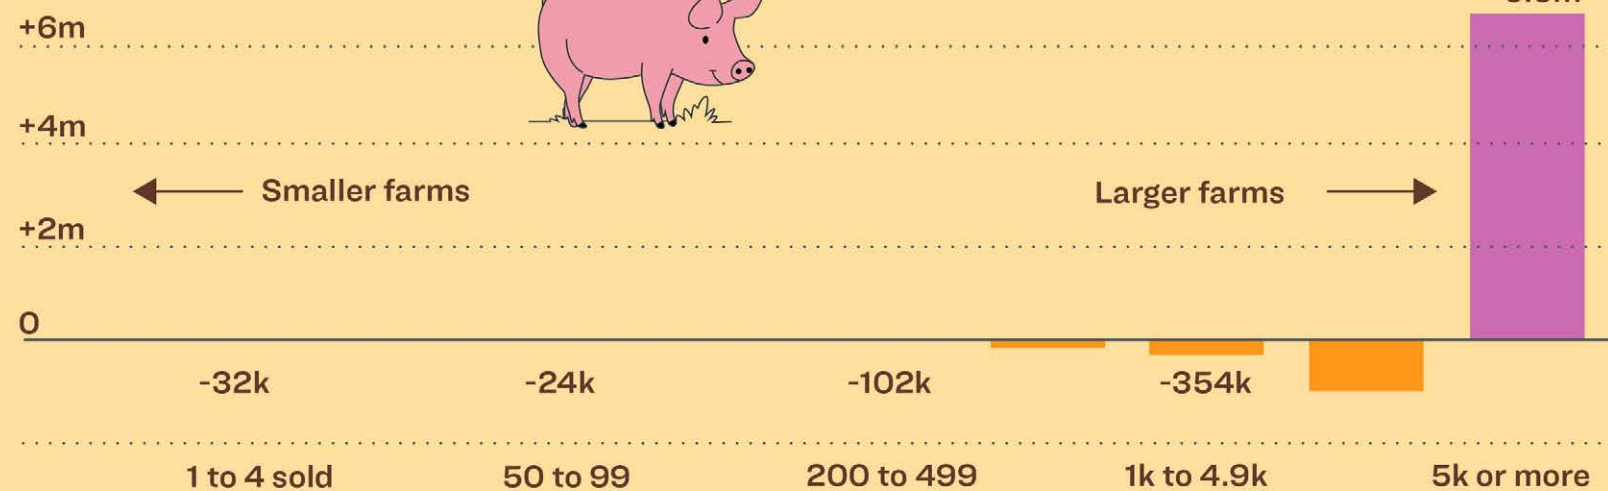 +6m
+4m
Smaller farms
Larger farms
+2m
0
-32k
-24k
-102k
-354k
1 to 4 sold
50 to 99
200 to 499
1k to 4.9k
5k or more